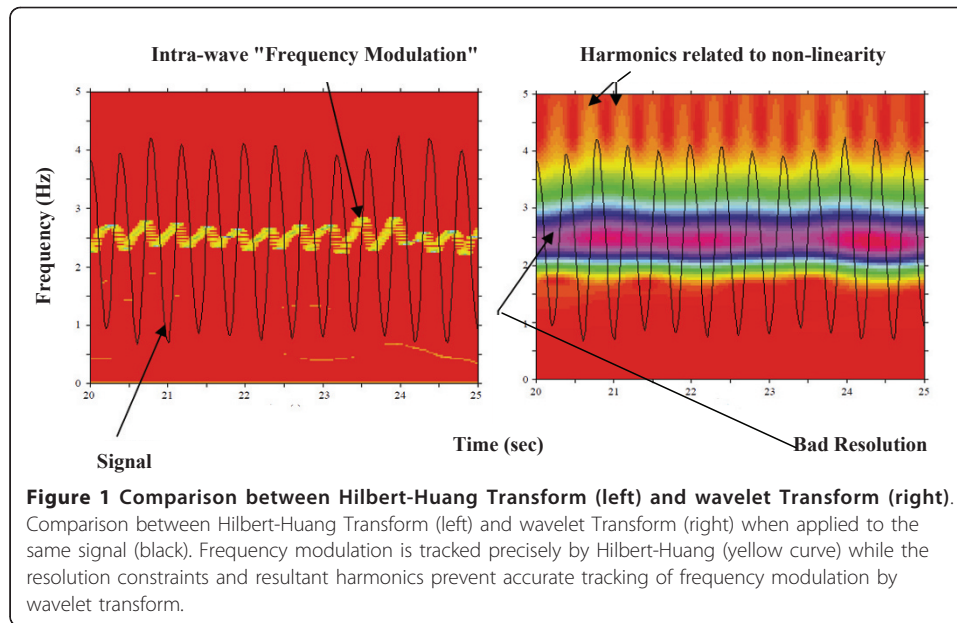 Intra-wave "Frequency Modulation"
Harmonics related to non-linearity
5
4
3
2
1
0
Frequency (Hz)
20
21
22
23
24
25
5
4
3
2
1
0
20
21
22
23
24
25
Signal
Time (sec)
Bad Resolution
Figure 1 Comparison between Hilbert-Huang Transform (left) and wavelet Transform (right).
Comparison between Hilbert-Huang Transform (left) and wavelet Transform (right) when applied to the
same signal (black). Frequency modulation is tracked precisely by Hilbert-Huang (yellow curve) while the
resolution constraints and resultant harmonics prevent accurate tracking of frequency modulation by
wavelet transform.